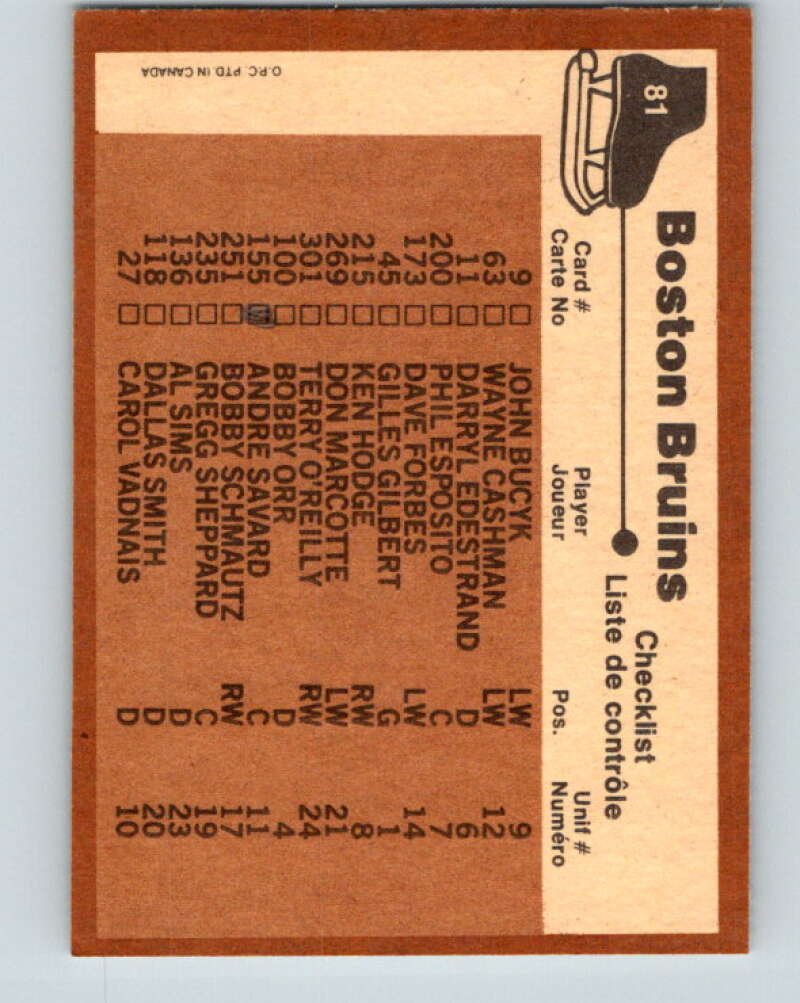 81
Boston Bruins
Checklist
Liste de contrôle
Card # Player Unif #
Carte No Joueur Pos. Numéro
9 JOHN BUCYK LW 9
63 WAYNE CASHMAN LW 12
11 DARRYL EDESTRAND D 6
200 PHIL ESPOSITO C 7
173 DAVE FORBES LW 14
45 GILLES GILBERT G 1
215 KEN HODGE RW 8
269 DON MARCOTTE LW 21
301 TERRY O'REILLY RW 24
100 BOBBY ORR D 4
155 ANDRE SAVARD C 11
251 BOBBY SCHMAUTZ RW 17
235 GREGG SHEPPARD C 19
136 AL SIMS D 23
118 DALLAS SMITH D 20
27 CAROL VADNAIS D 10
O.P.C. PTD. IN CANADA